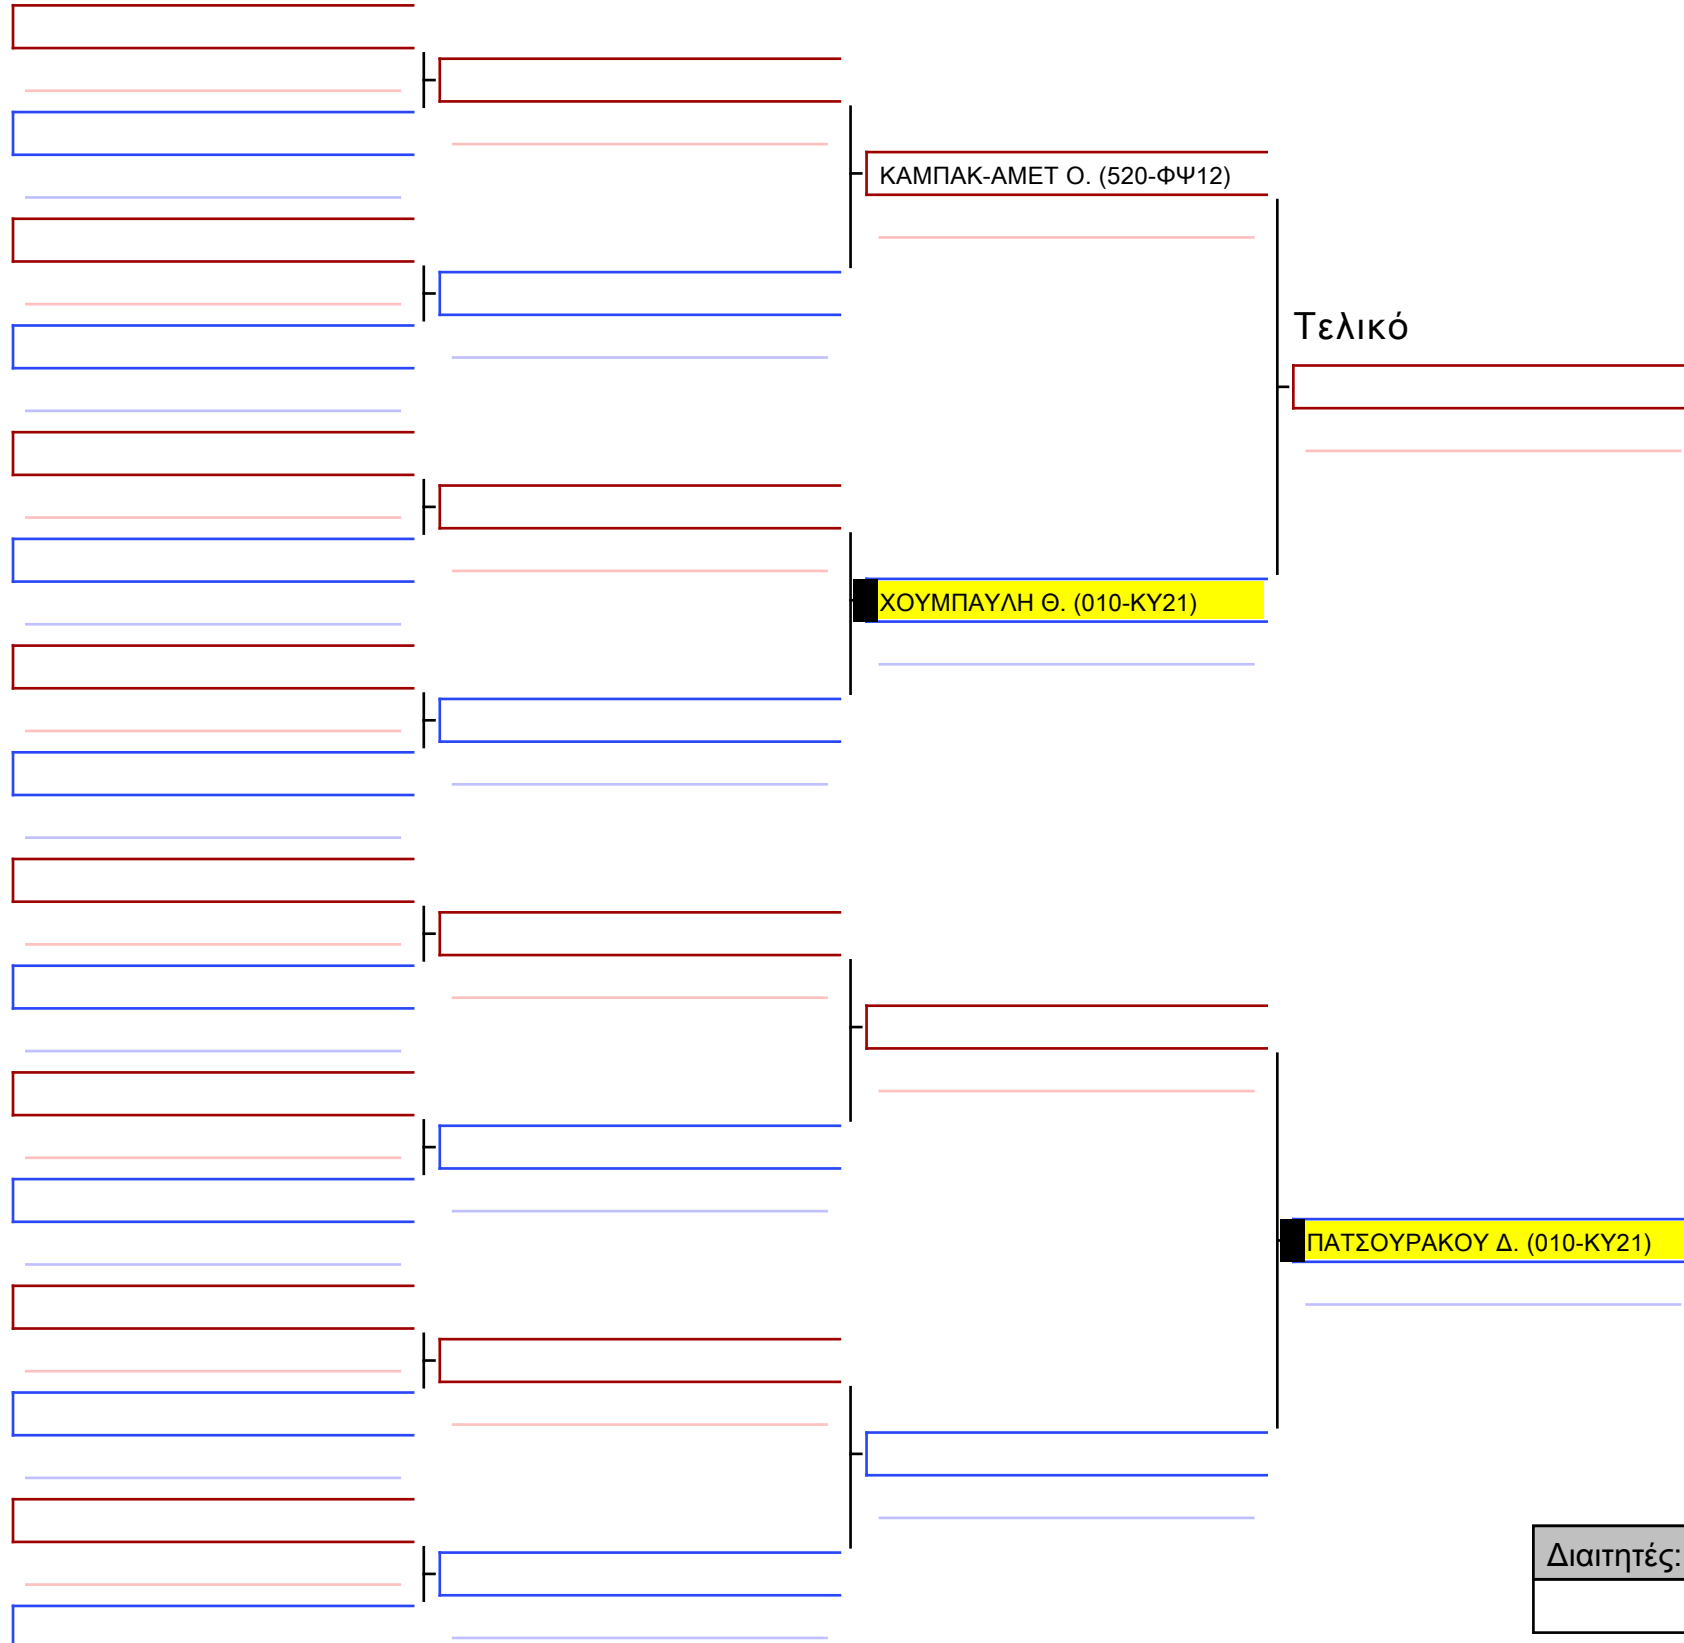 ΚΑΜΠΑΚ-ΑΜΕΤ Ο. (520-ΦΨ12)
Τελικό
ΧΟΥΜΠΑΥΛΗ Θ. (010-ΚΥ21)
ΠΑΤΣΟΥΡΑΚΟΥ Δ. (010-ΚΥ21)
Διαιτητές: